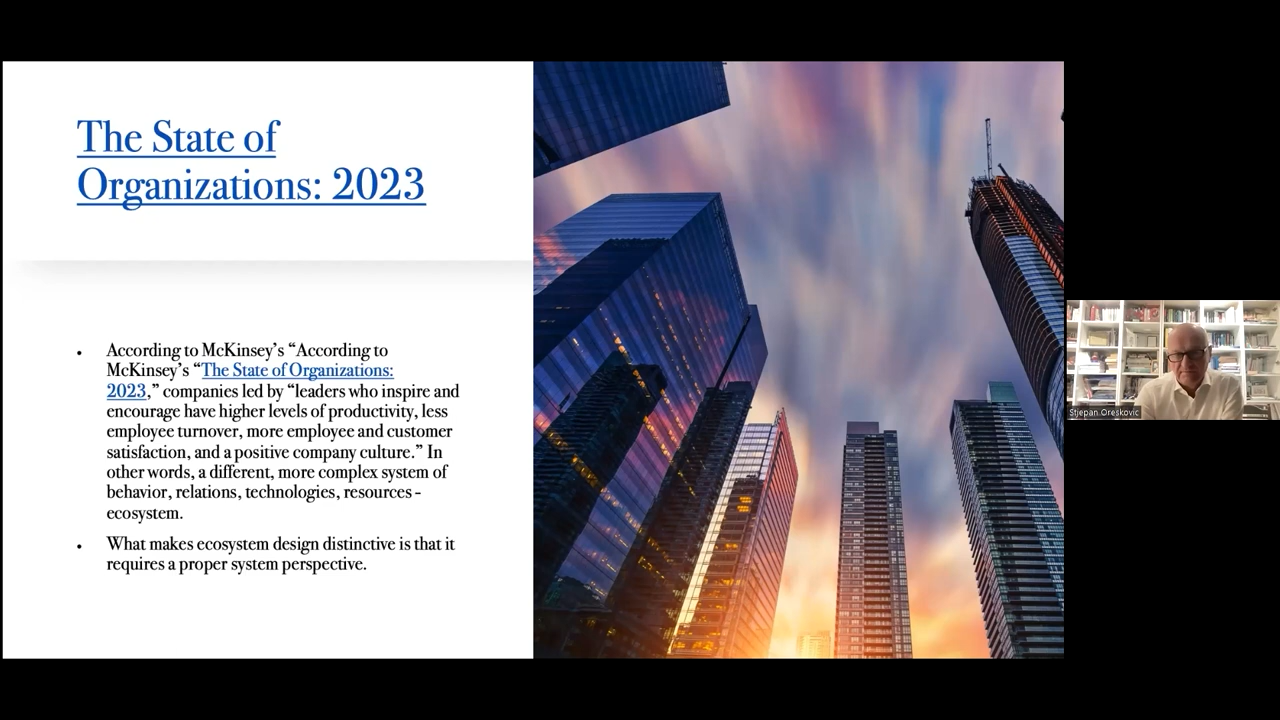 The State of
Organizations: 2023
• According to McKinsey’s “According to
McKinsey’s “The State of Organizations:
2023,” companies led by “leaders who inspire and
encourage have higher levels of productivity, less
employee turnover, more employee and customer
satisfaction, and a positive company culture.” In
other words, a different, more complex system of
behavior, relations, technologies, resources -
ecosystem.
• What makes ecosystem design distinctive is that it
requires a proper system perspective.
Stjepan Oreskovic